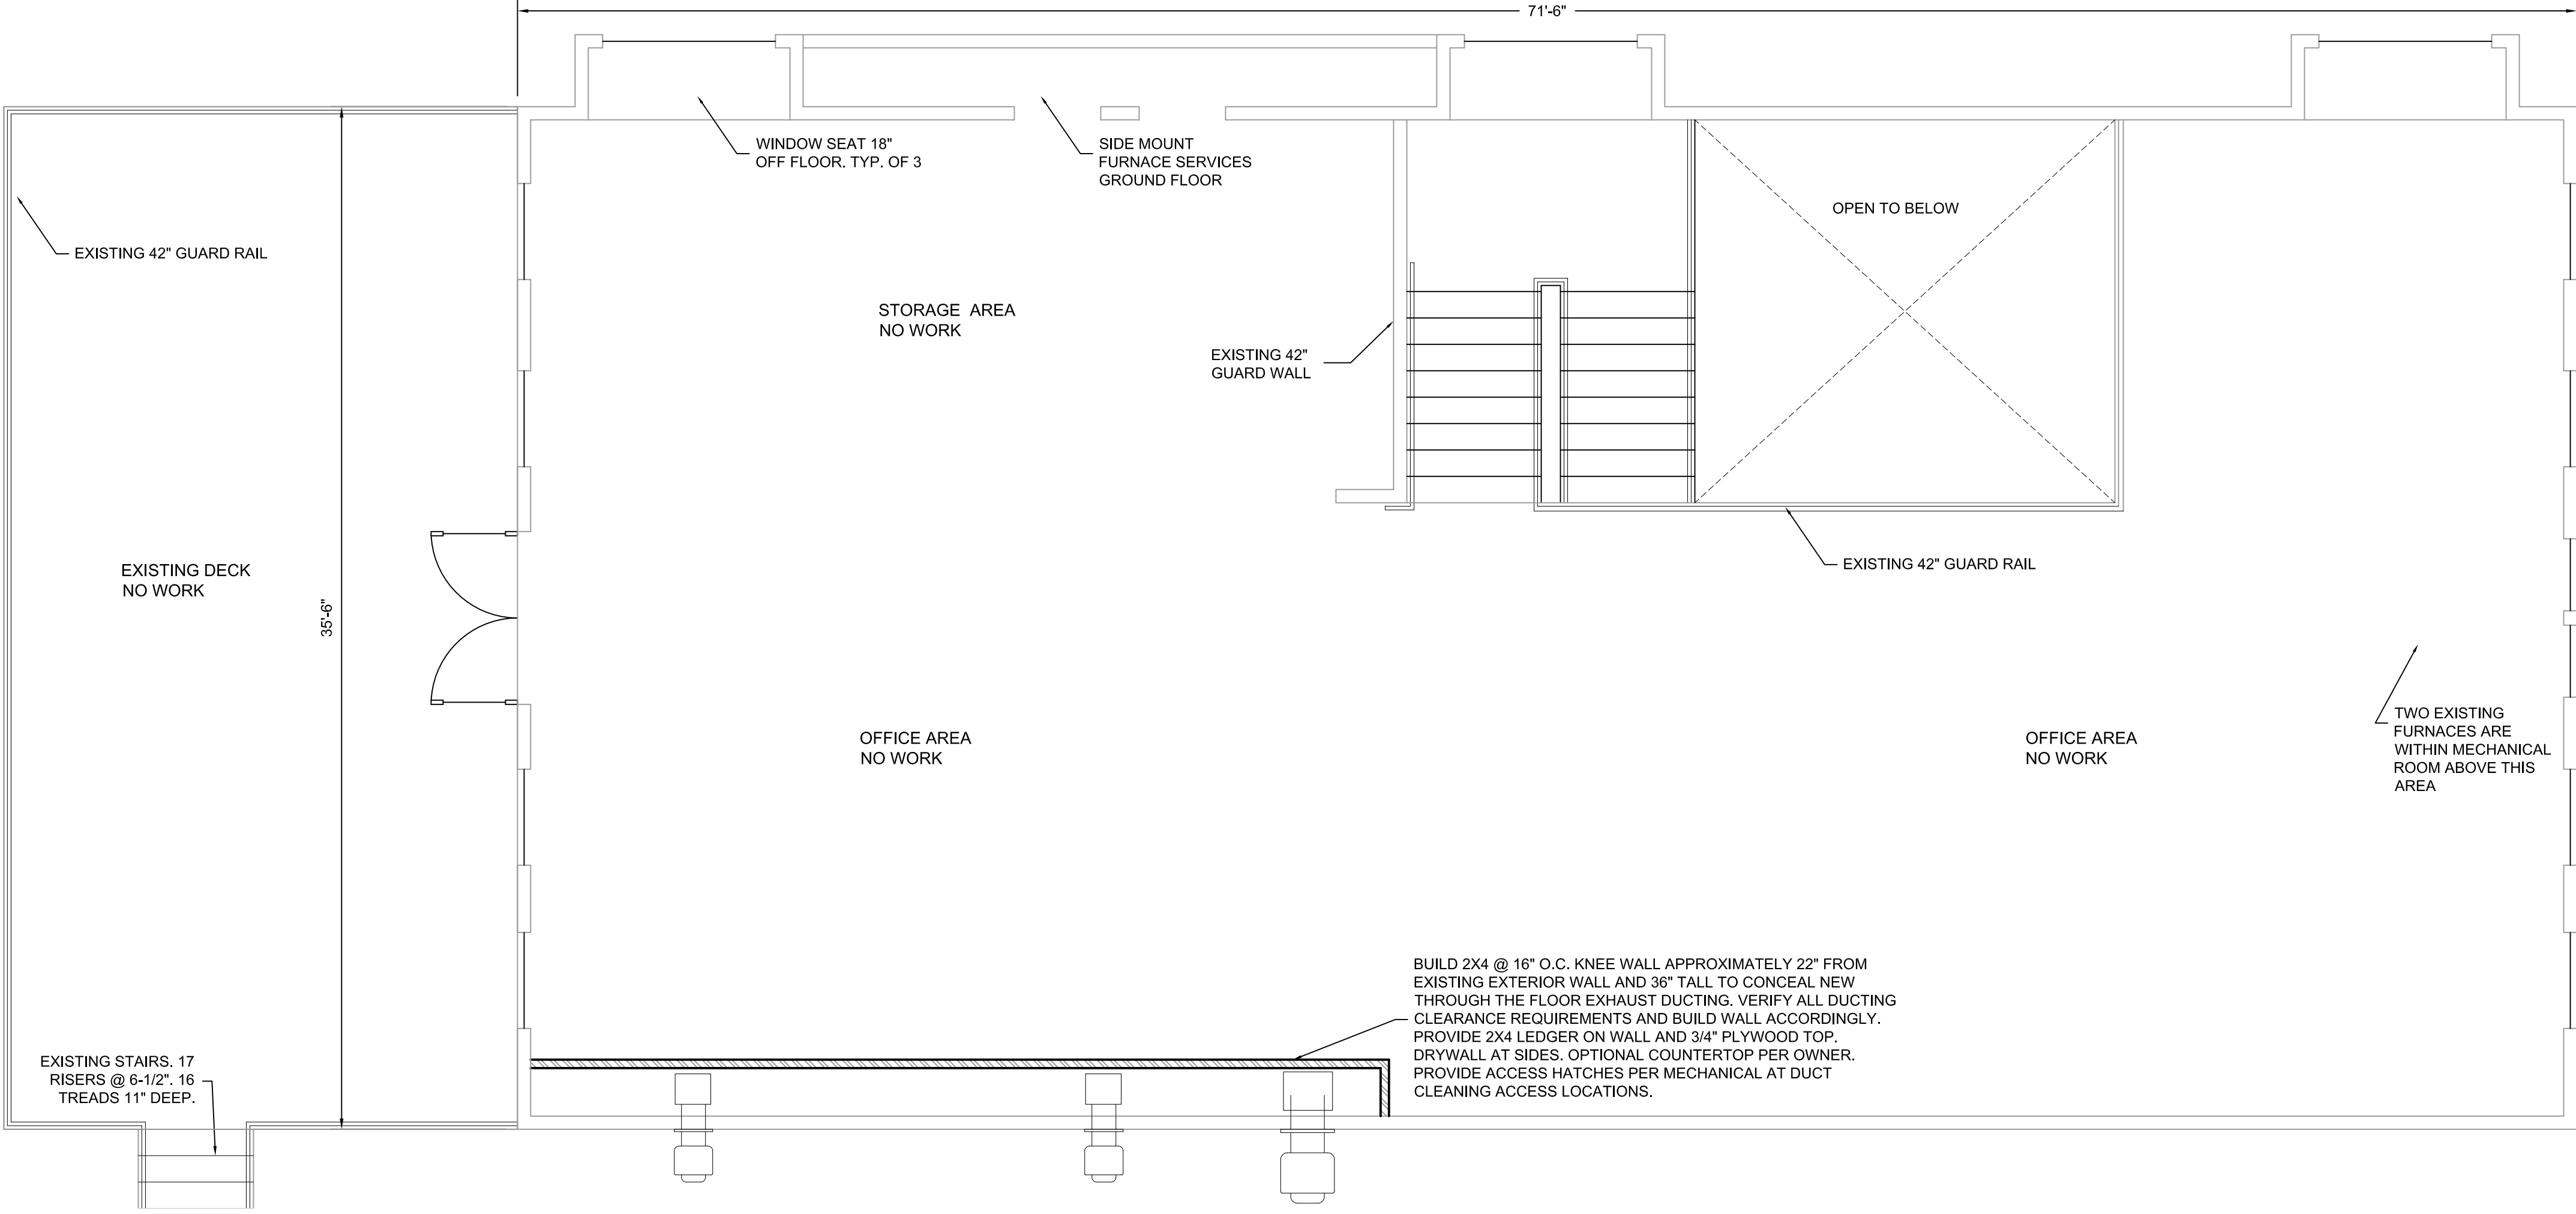 71'-6"
WINDOW SEAT 18"
OFF FLOOR. TYP. OF 3
SIDE MOUNT
FURNACE SERVICES
GROUND FLOOR
OPEN TO BELOW
EXISTING 42" GUARD RAIL
STORAGE AREA
NO WORK
EXISTING 42"
GUARD WALL
EXISTING 42" GUARD RAIL
EXISTING DECK
NO WORK
35'-6"
OFFICE AREA
NO WORK
OFFICE AREA
NO WORK
TWO EXISTING
FURNACES ARE
WITHIN MECHANICAL
ROOM ABOVE THIS
AREA
BUILD 2X4 @ 16" O.C. KNEE WALL APPROXIMATELY 22" FROM
EXISTING EXTERIOR WALL AND 36" TALL TO CONCEAL NEW
THROUGH THE FLOOR EXHAUST DUCTING. VERIFY ALL DUCTING
CLEARANCE REQUIREMENTS AND BUILD WALL ACCORDINGLY.
PROVIDE 2X4 LEDGER ON WALL AND 3/4" PLYWOOD TOP.
DRYWALL AT SIDES. OPTIONAL COUNTERTOP PER OWNER.
PROVIDE ACCESS HATCHES PER MECHANICAL AT DUCT
CLEANING ACCESS LOCATIONS.
EXISTING STAIRS. 17
RISERS @ 6-1/2". 16
TREADS 11" DEEP.